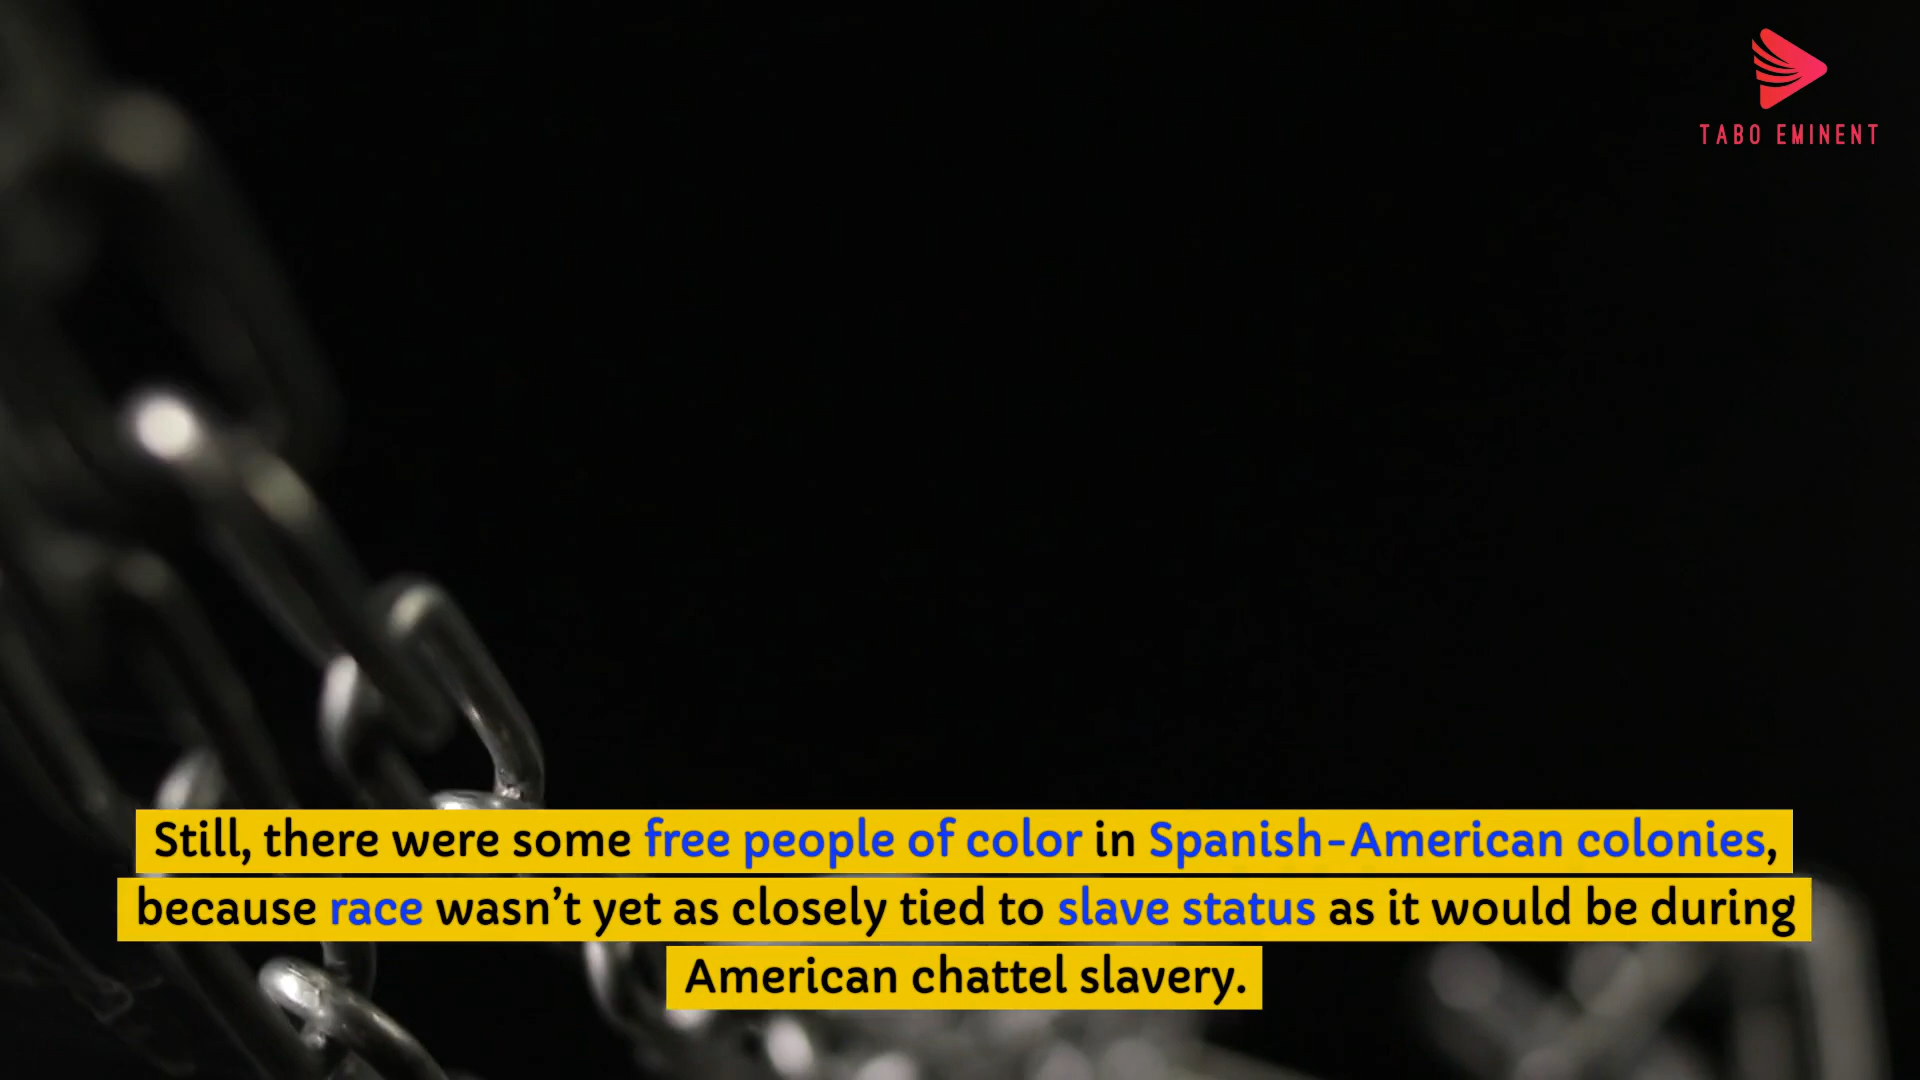 TABO EMINENT
Still, there were some free people of color in Spanish-American colonies,
because race wasn’t yet as closely tied to slave status as it would be during
American chattel slavery.